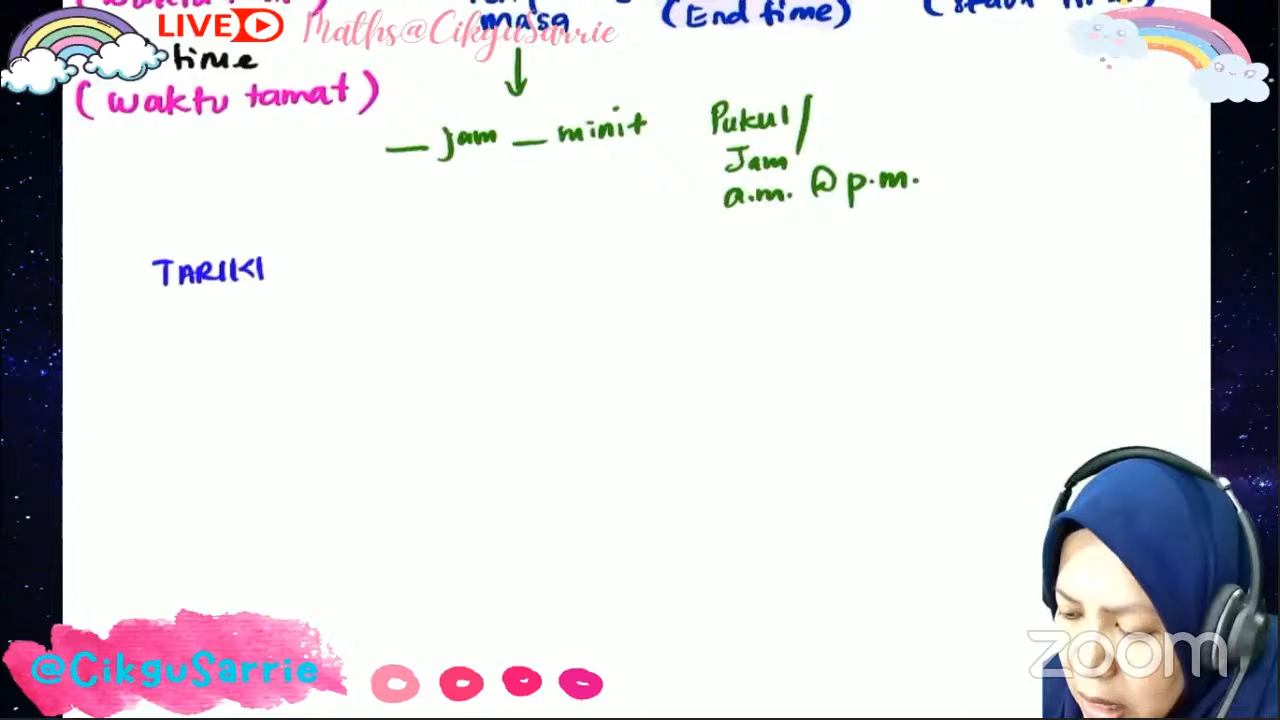 masa
(End time)
LIVE
Maths@CikguSarrie
time
(waktu tamat)
_ jam _ minit
Pukul/
Jam
a.m. @ p.m.
TARIKI
@CikguSarrie
zoom